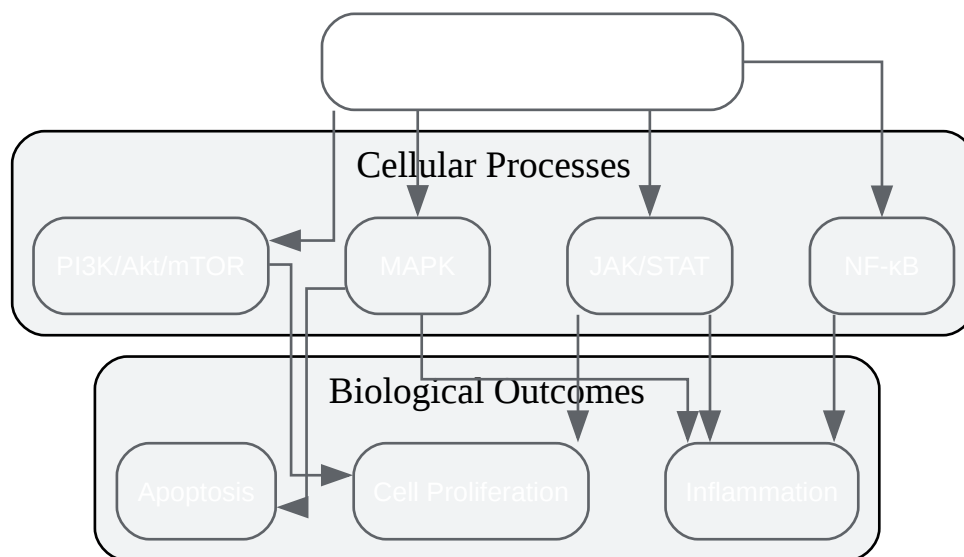 Cellular Processes
PI3K/Akt/mTOR
MAPK
JAK/STAT
NF-κB
Biological Outcomes
Apoptosis
Cell Proliferation
Inflammation